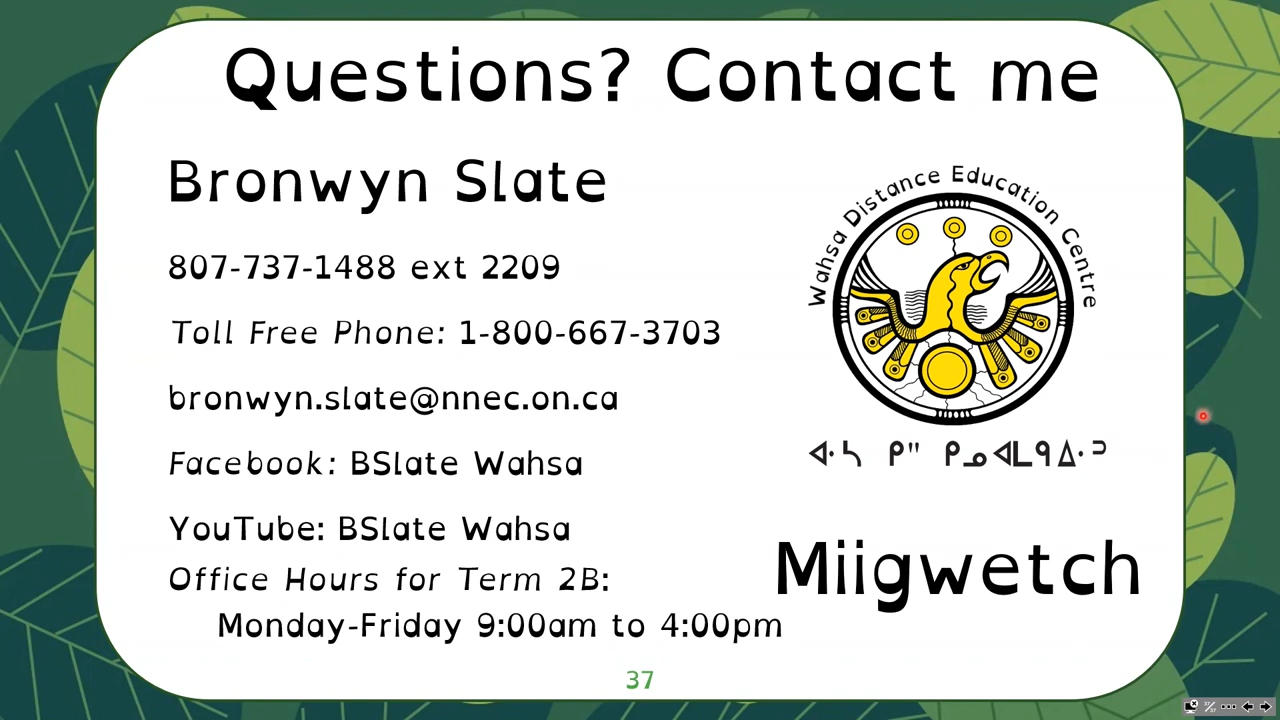 Questions? Contact me
Bronwyn Slate
807-737-1488 ext 2209
Toll Free Phone: 1-800-667-3703
bronwyn.slate@nnec.on.ca
Facebook: BSlate Wahsa
YouTube: BSlate Wahsa
Office Hours for Term 2B:
Monday-Friday 9:00am to 4:00pm
Wahsa Distance Education Centre
ᐊᐧᓴ ᑭᐦ ᑭᓄᐊᒪᑫᐃᐧᐣ
Miigwetch
37